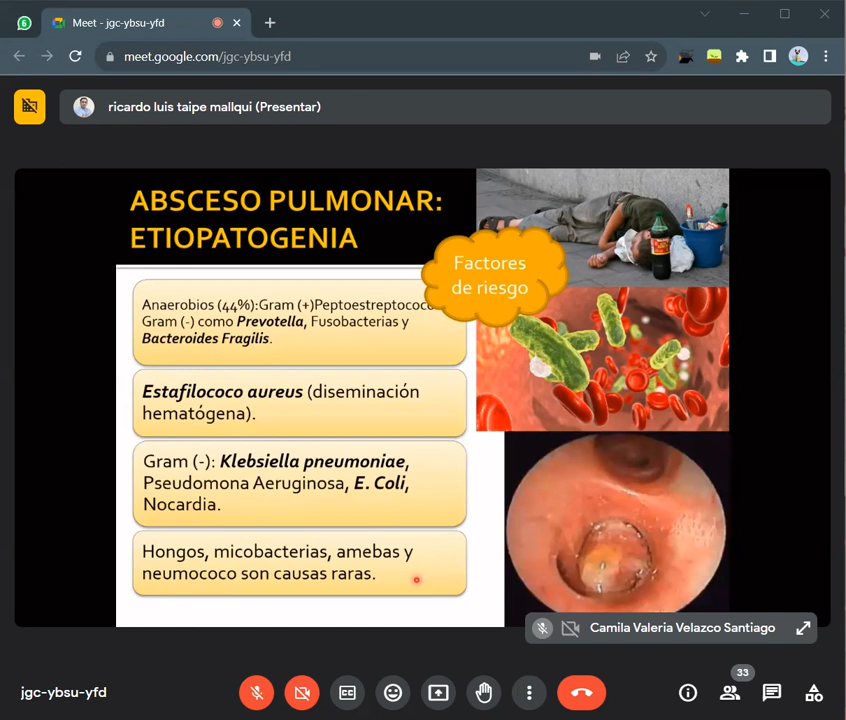 6
Meet - jgc-ybsu-yfd
meet.google.com/jgc-ybsu-yfd
ricardo luis taipe mallqui (Presentar)
ABSCESO PULMONAR:
ETIOPATOGENIA
Factores
de riesgo
Anaerobios (44%):Gram (+)Peptoestreptococo
Gram (-) como Prevotella, Fusobacterias y
Bacteroides Fragilis.
Estafilococo aureus (diseminación
hematógena).
Gram (-): Klebsiella pneumoniae,
Pseudomona Aeruginosa, E. Coli,
Nocardia.
Hongos, micobacterias, amebas y
neumococo son causas raras.
Camila Valeria Velazco Santiago
jgc-ybsu-yfd
CC
33